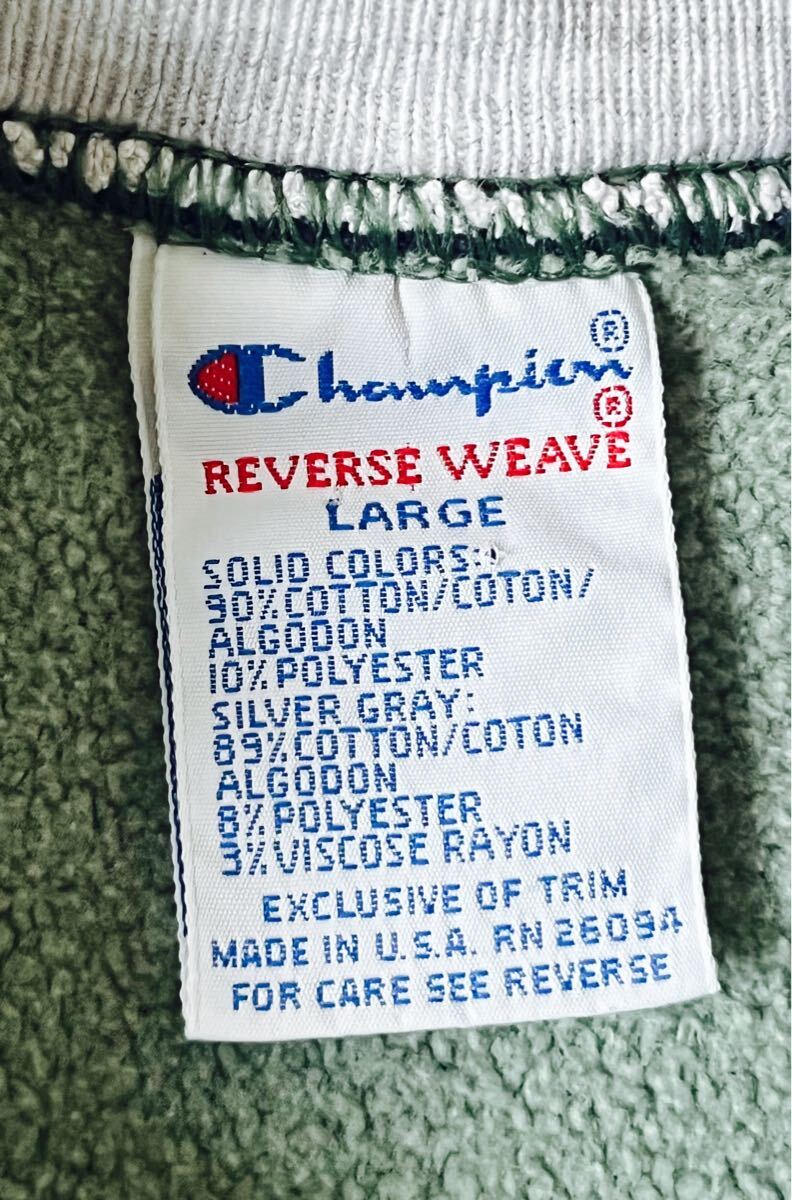 Champion®
REVERSE WEAVE®
LARGE
SOLID COLORS:
90%COTTON/COTON/
ALGODON
10%POLYESTER
SILVER GRAY:
89%COTTON/COTON
ALGODON
8%POLYESTER
3%VISCOSE RAYON
EXCLUSIVE OF TRIM
MADE IN U.S.A. RN 26094
FOR CARE SEE REVERSE